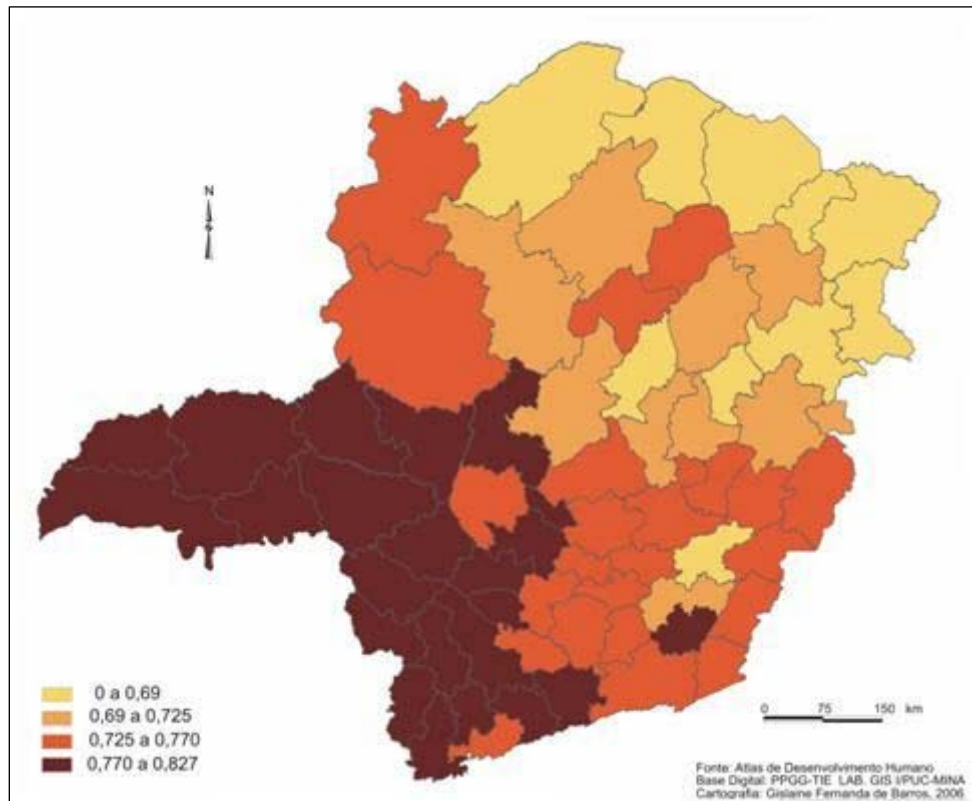 N
0 a 0,69
0,69 a 0,725
0,725 a 0,770
0,770 a 0,827
0 75 150 km
Fonte: Atlas de Desenvolvimento Humano
Base Digital: PPGG-TIE LAB. GIS I/PUC-MINA
Cartografia: Gislaine Fernanda de Barros, 2006